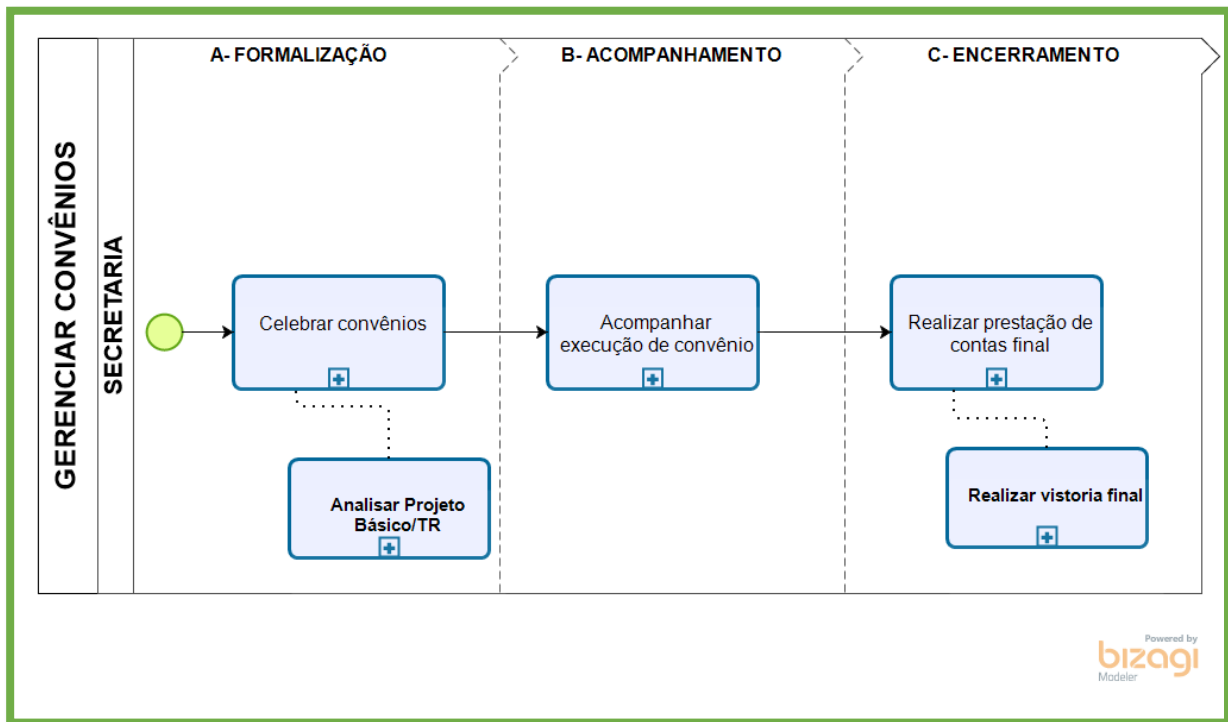 GERENCIAR CONVÊNIOS
SECRETARIA
A- FORMALIZAÇÃO
B- ACOMPANHAMENTO
C- ENCERRAMENTO
Celebrar convênios
Acompanhar
execução de convênio
Realizar prestação de
contas final
Analisar Projeto
Básico/TR
Realizar vistoria final
Powered by
bizagi
Modeler